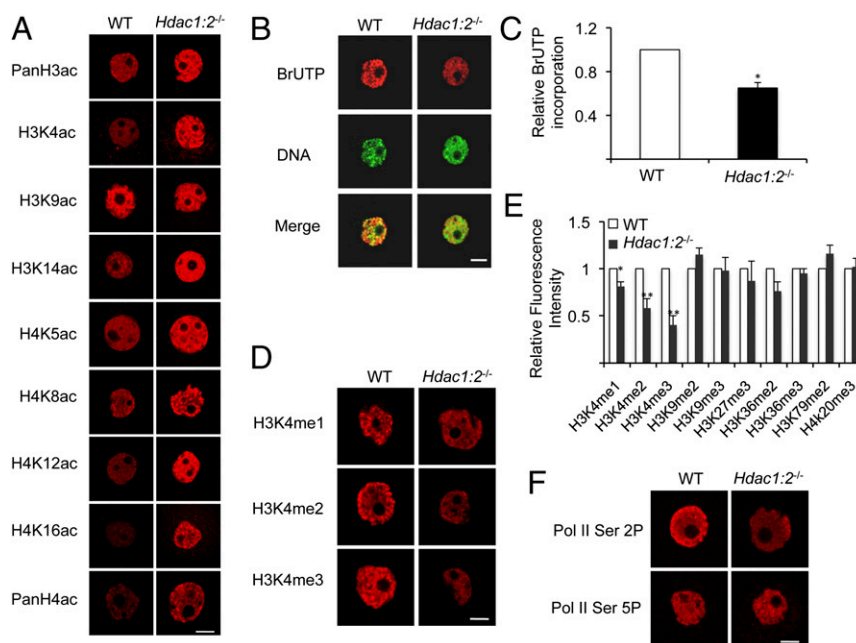 A
WT Hdac1:2-/-
PanH3ac
H3K4ac
H3K9ac
H3K14ac
H4K5ac
H4K8ac
H4K12ac
H4K16ac
PanH4ac
B
WT Hdac1:2-/-
BrUTP
DNA
Merge
C
Relative BrUTP
incorporation
1.2
0.8
0.4
0
*
WT Hdac1:2-/-
D
WT Hdac1:2-/-
H3K4me1
H3K4me2
H3K4me3
E
Relative Fluorescence
Intensity
WT
Hdac1:2-/-
1.5
1
0.5
*
**
**
H3K4me1
H3K4me2
H3K4me3
H3K9me2
H3K9me3
H3K27me3
H3K36me2
H3K36me3
H3K79me2
H4k20me3
F
WT Hdac1:2-/-
Pol II Ser 2P
Pol II Ser 5P